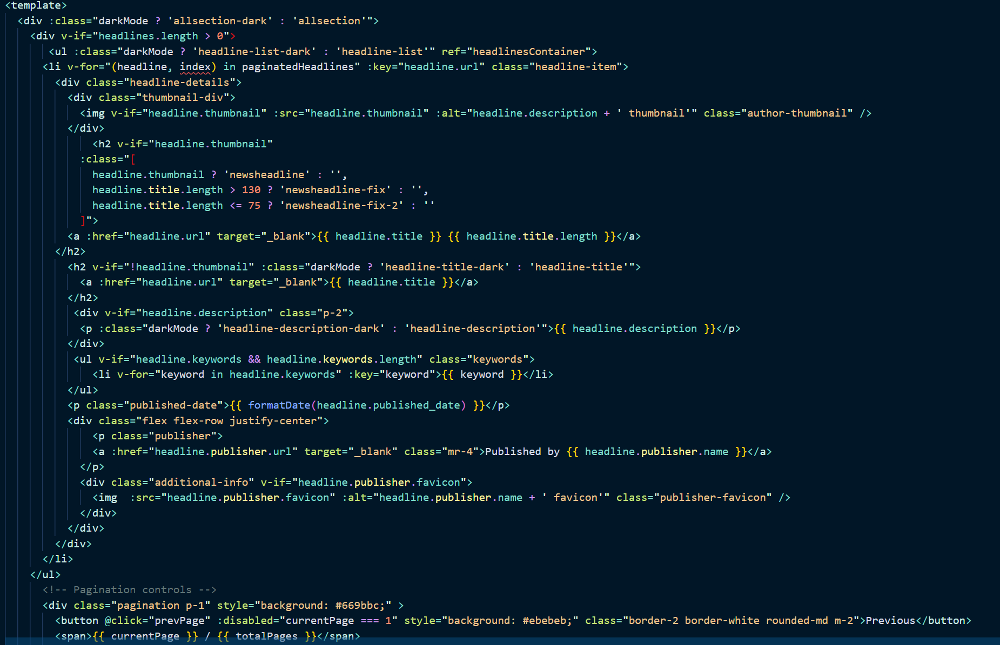 <template>
<div :class="darkMode ? 'allsection-dark' : 'allsection'">
<div v-if="headlines.length > 0">
<ul :class="darkMode ? 'headline-list-dark' : 'headline-list'" ref="headlinesContainer">
<li v-for="(headline, index) in paginatedHeadlines" :key="headline.url" class="headline-item">
<div class="headline-details">
<div class="thumbnail-div">
<img v-if="headline.thumbnail" :src="headline.thumbnail" :alt="headline.description + ' thumbnail'" class="author-thumbnail" />
</div>
<h2 v-if="headline.thumbnail"
:class="[
headline.thumbnail ? 'newsheadline' : '',
headline.title.length > 130 ? 'newsheadline-fix' : '',
headline.title.length <= 75 ? 'newsheadline-fix-2' : ''
]">
<a :href="headline.url" target="_blank">{{ headline.title }} {{ headline.title.length }}</a>
</h2>
<h2 v-if="!headline.thumbnail" :class="darkMode ? 'headline-title-dark' : 'headline-title'">
<a :href="headline.url" target="_blank">{{ headline.title }}</a>
</h2>
<div v-if="headline.description" class="p-2">
<p :class="darkMode ? 'headline-description-dark' : 'headline-description'">{{ headline.description }}</p>
</div>
<ul v-if="headline.keywords && headline.keywords.length" class="keywords">
<li v-for="keyword in headline.keywords" :key="keyword">{{ keyword }}</li>
</ul>
<p class="published-date">{{ formatDate(headline.published_date) }}</p>
<div class="flex flex-row justify-center">
<p class="publisher">
<a :href="headline.publisher.url" target="_blank" class="mr-4">Published by {{ headline.publisher.name }}</a>
</p>
<div class="additional-info" v-if="headline.publisher.favicon">
<img  :src="headline.publisher.favicon" :alt="headline.publisher.name + ' favicon'" class="publisher-favicon" />
</div>
</div>
</div>
</li>
</ul>
<!-- Pagination controls -->
<div class="pagination p-1" style="background: #669bbc;" >
<button @click="prevPage" :disabled="currentPage === 1" style="background: #ebebeb;" class="border-2 border-white rounded-md m-2">Previous</button>
<span>{{ currentPage }} / {{ totalPages }}</span>